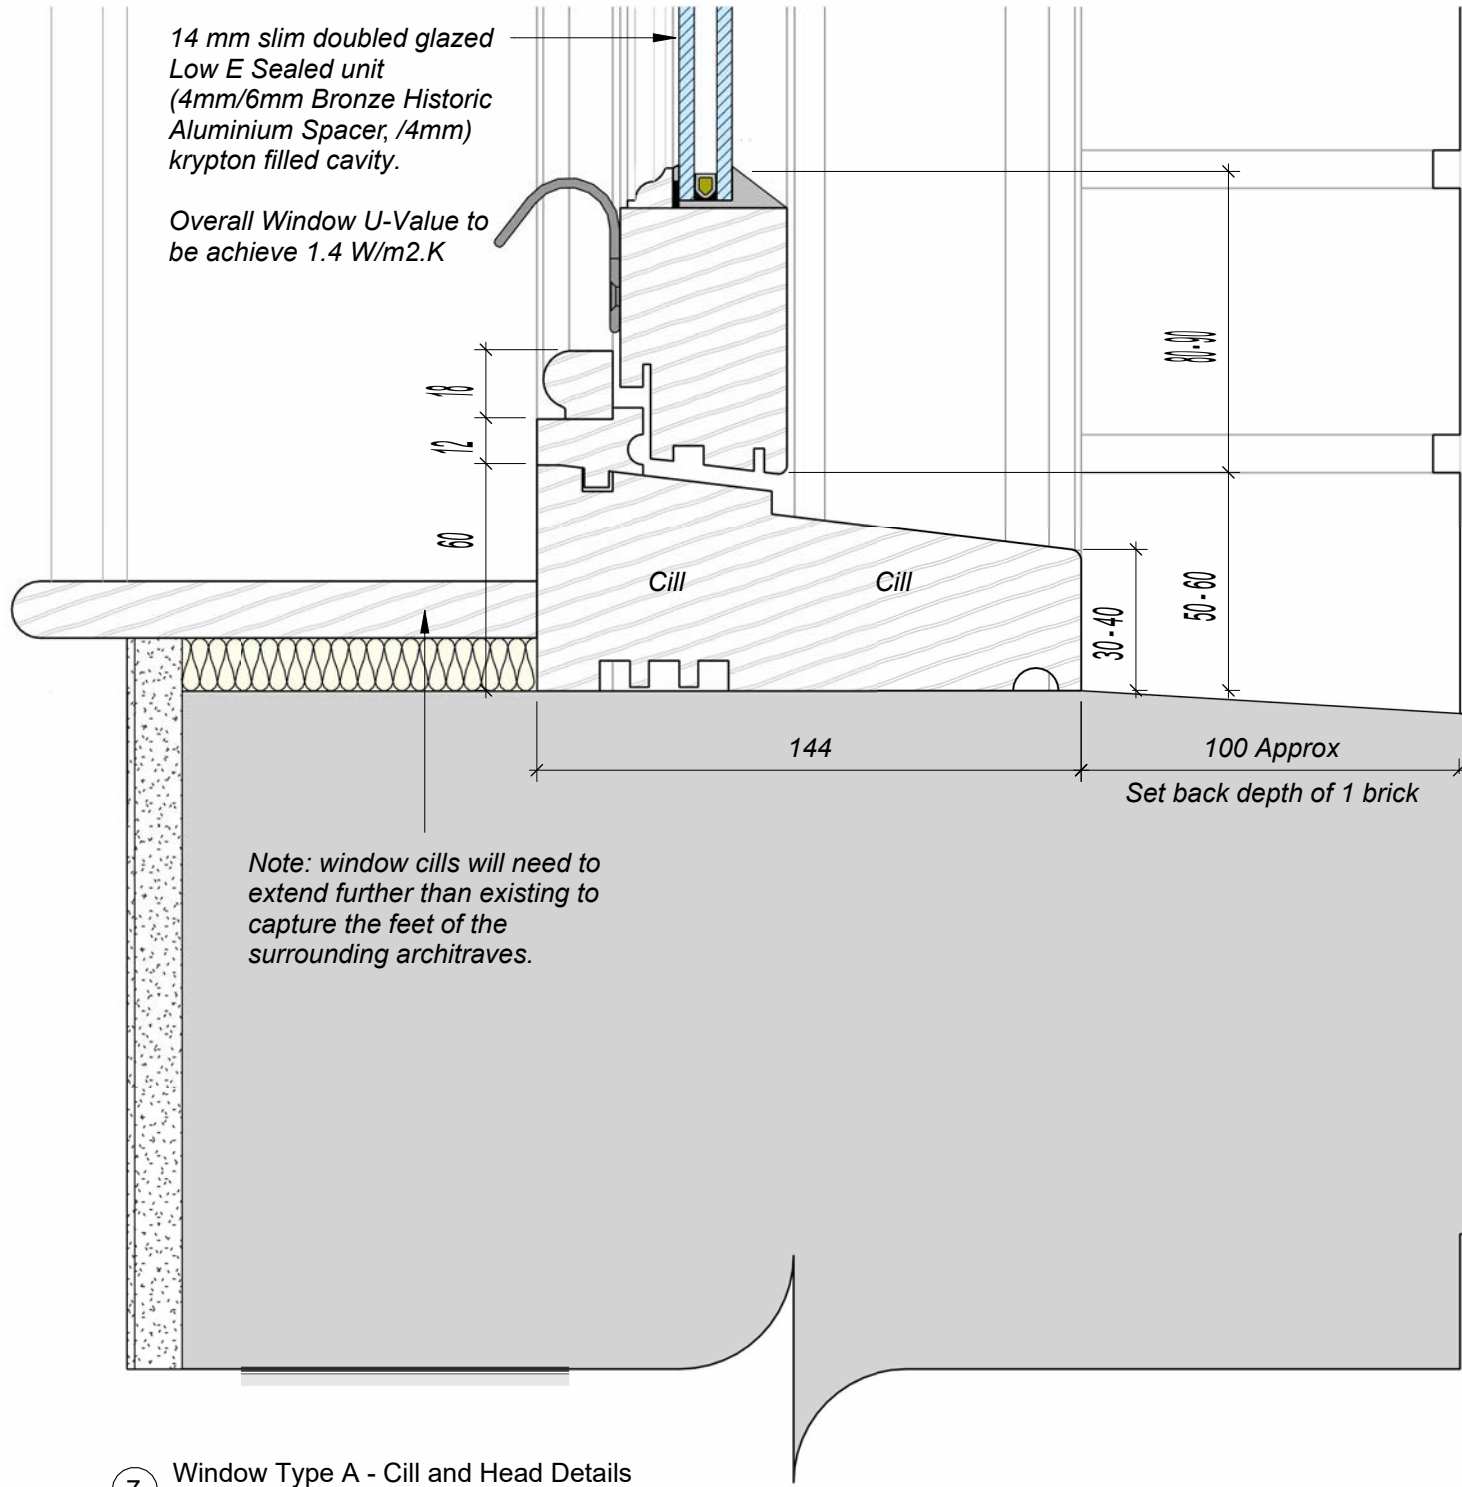 14 mm slim doubled glazed
Low E Sealed unit
(4mm/6mm Bronze Historic
Aluminium Spacer, /4mm)
krypton filled cavity.
Overall Window U-Value to
be achieve 1.4 W/m2.K
18
12
60
80-90
50-60
30-40
Cill
Cill
144
100 Approx
Set back depth of 1 brick
Note: window cills will need to
extend further than existing to
capture the feet of the
surrounding architraves.
7
Window Type A - Cill and Head Details